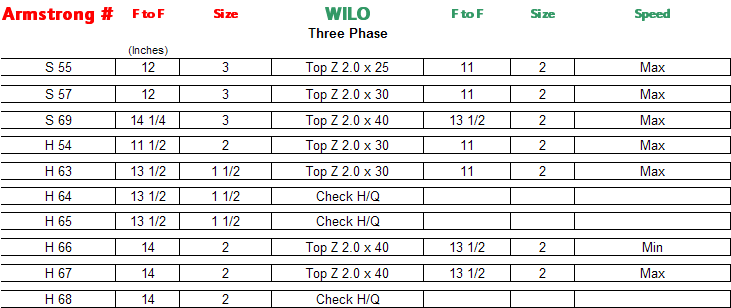 Armstrong # F to F Size WILO F to F Size Speed
Three Phase
(Inches)
S 55 12 3 Top Z 2.0 x 25 11 2 Max
S 57 12 3 Top Z 2.0 x 30 11 2 Max
S 69 14 1/4 3 Top Z 2.0 x 40 13 1/2 2 Max
H 54 11 1/2 2 Top Z 2.0 x 30 11 2 Max
H 63 13 1/2 1 1/2 Top Z 2.0 x 30 11 2 Max
H 64 13 1/2 1 1/2 Check H/Q
H 65 13 1/2 1 1/2 Check H/Q
H 66 14 2 Top Z 2.0 x 40 13 1/2 2 Min
H 67 14 2 Top Z 2.0 x 40 13 1/2 2 Max
H 68 14 2 Check H/Q